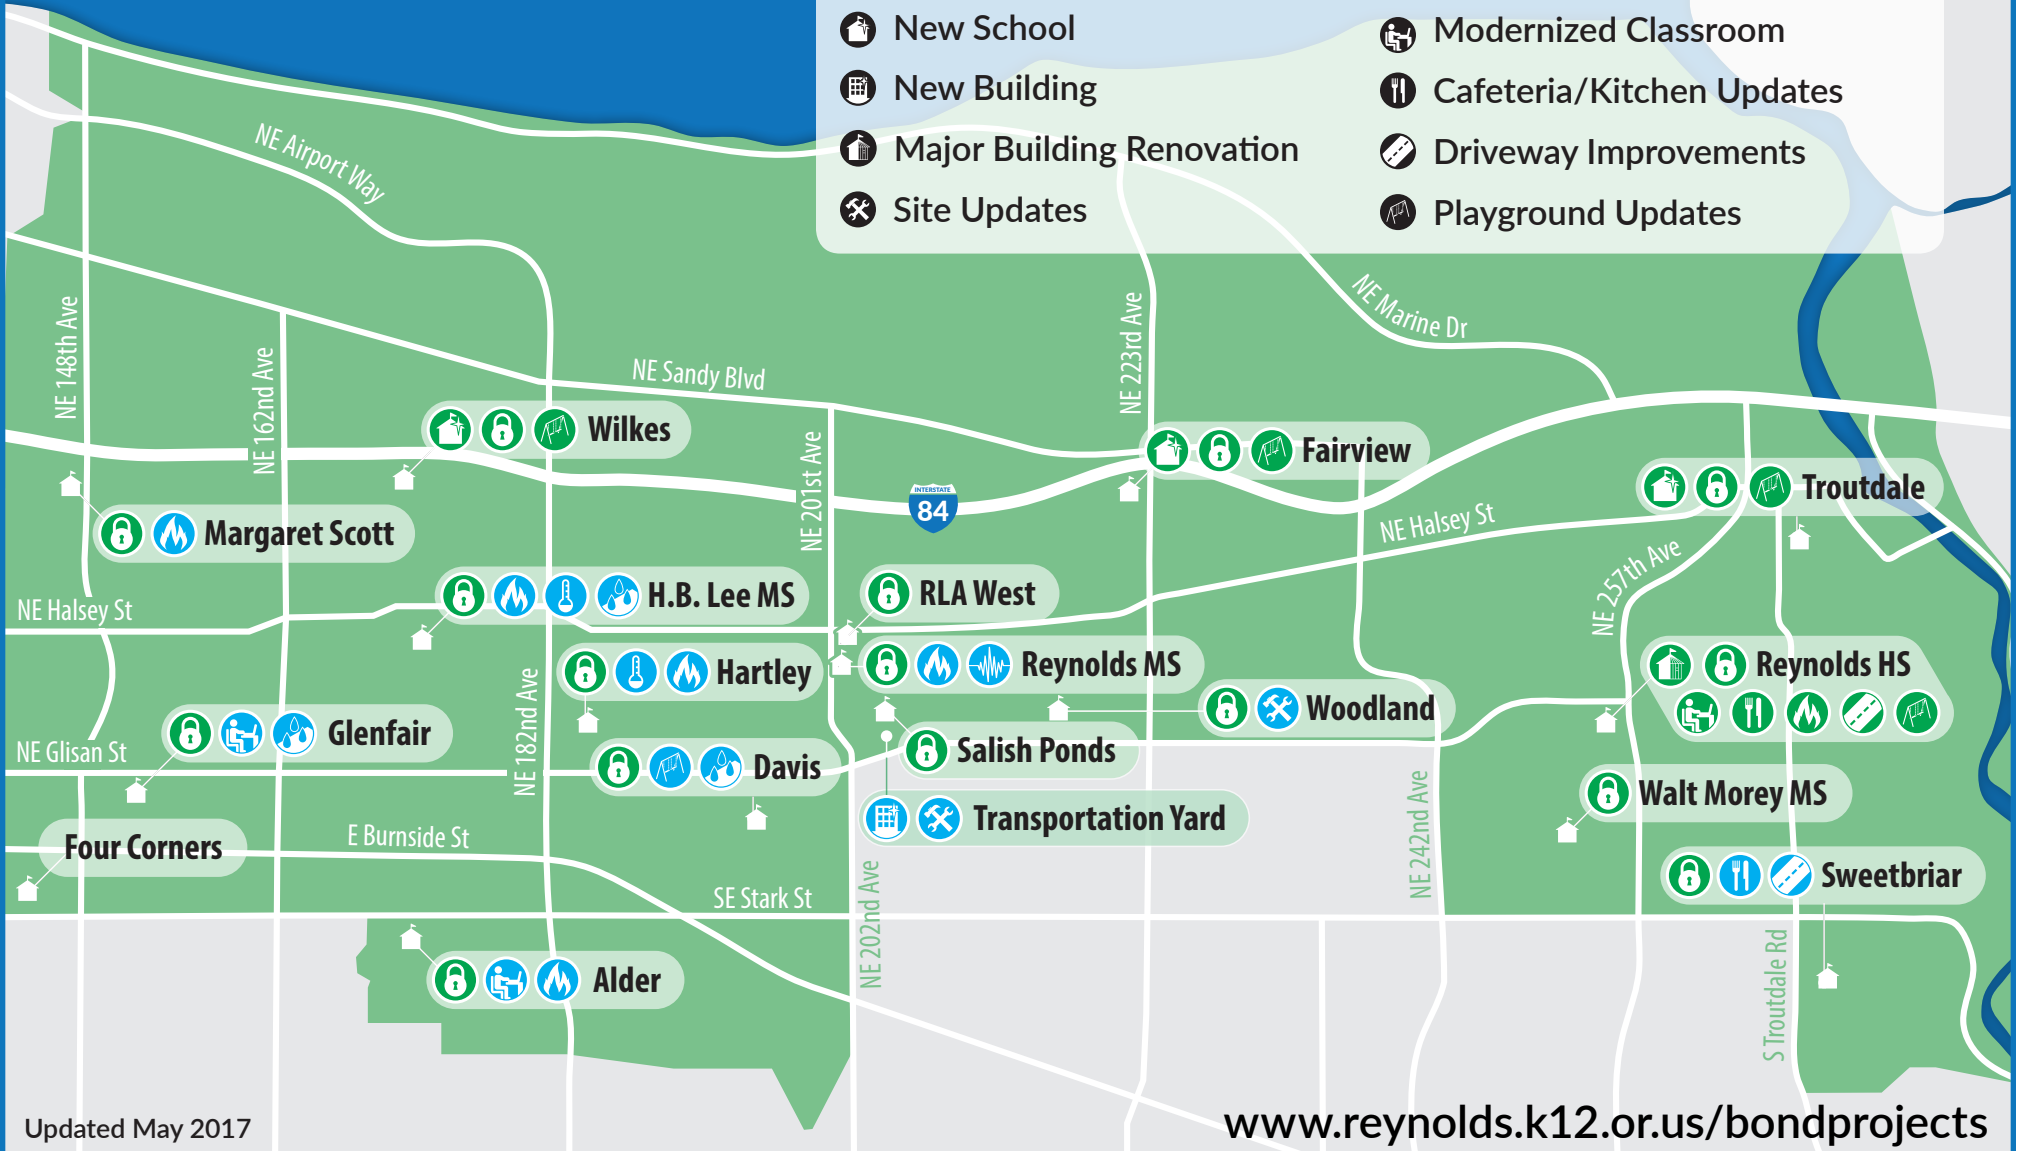 New School
New Building
Major Building Renovation
Site Updates
Modernized Classroom
Cafeteria/Kitchen Updates
Driveway Improvements
Playground Updates
NE Airport Way
NE Marine Dr
NE 148th Ave
NE 162nd Ave
NE 223rd Ave
NE Sandy Blvd
Wilkes
NE 201st Ave
Fairview
INTERSTATE
84
Troutdale
NE Halsey St
Margaret Scott
NE 257th Ave
H.B. Lee MS
RLA West
NE Halsey St
Hartley
Reynolds MS
Reynolds HS
Woodland
NE 182nd Ave
Glenfair
NE Glisan St
Salish Ponds
Davis
Walt Morey MS
Transportation Yard
NE 242nd Ave
Four Corners
E Burnside St
Sweetbriar
SE Stark St
NE 202nd Ave
Alder
S Troutdale Rd
Updated May 2017
www.reynolds.k12.or.us/bondprojects